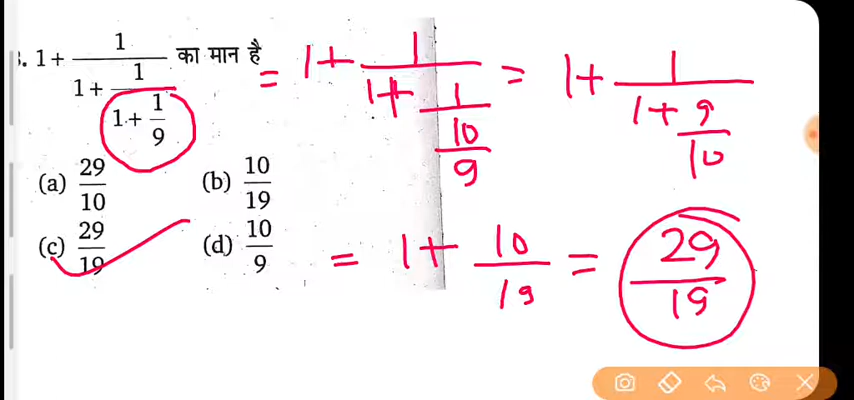 3. 1 + 1/(1 + 1/(1 + 1/9)) का मान है
(a) 29/10 (b) 10/19
(c) 29/19 (d) 10/9
= 1 + 1/(1 + 1/(10/9)) = 1 + 1/(1 + 9/10)
= 1 + 10/19 = 29/19